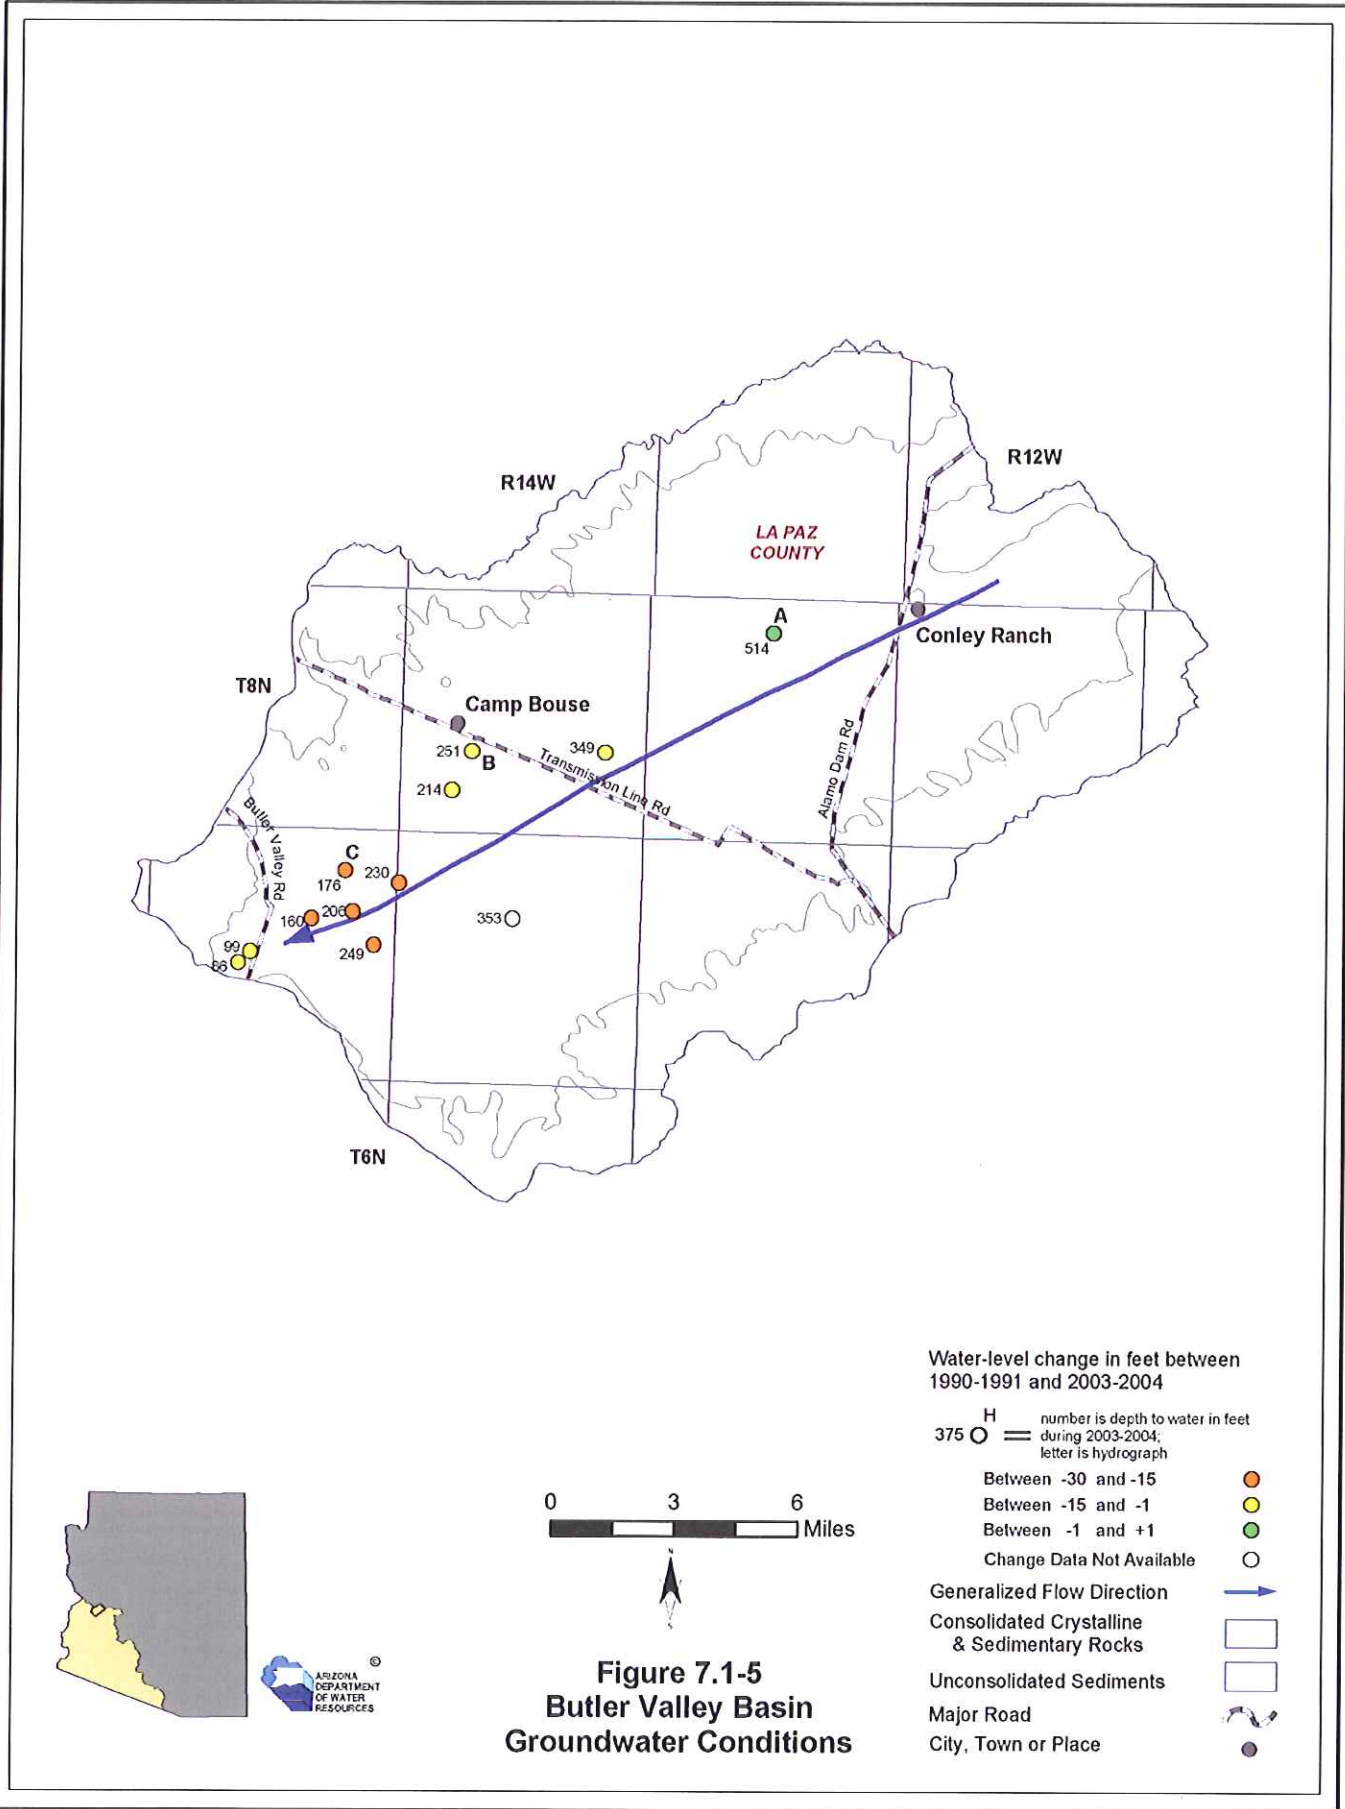 R14W
R12W
LA PAZ
COUNTY
A
514
Conley Ranch
T8N
Camp Bouse
251
B
349
Transmission Line Rd
214
Alamo Dam Rd
Butler Valley Rd
C
176
230
160
206
353
249
99
T6N
Water-level change in feet between
1990-1991 and 2003-2004
H
375
number is depth to water in feet
during 2003-2004;
letter is hydrograph
Between -30 and -15
Between -15 and -1
Between -1 and +1
Change Data Not Available
Generalized Flow Direction
Consolidated Crystalline
& Sedimentary Rocks
Unconsolidated Sediments
Major Road
City, Town or Place
0 3 6
Miles
N
S
©
ARIZONA
DEPARTMENT
OF WATER
RESOURCES
Figure 7.1-5
Butler Valley Basin
Groundwater Conditions